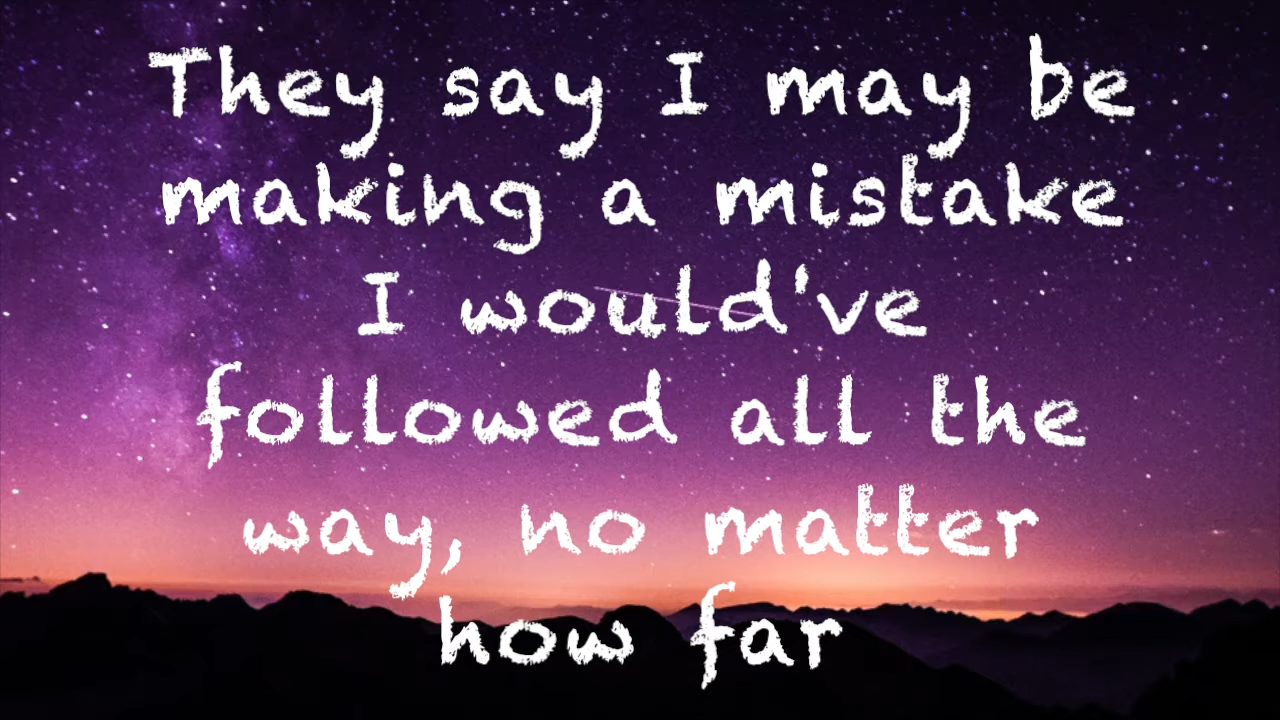 They say I may be
making a mistake
I would've
followed all the
way, no matter
how far